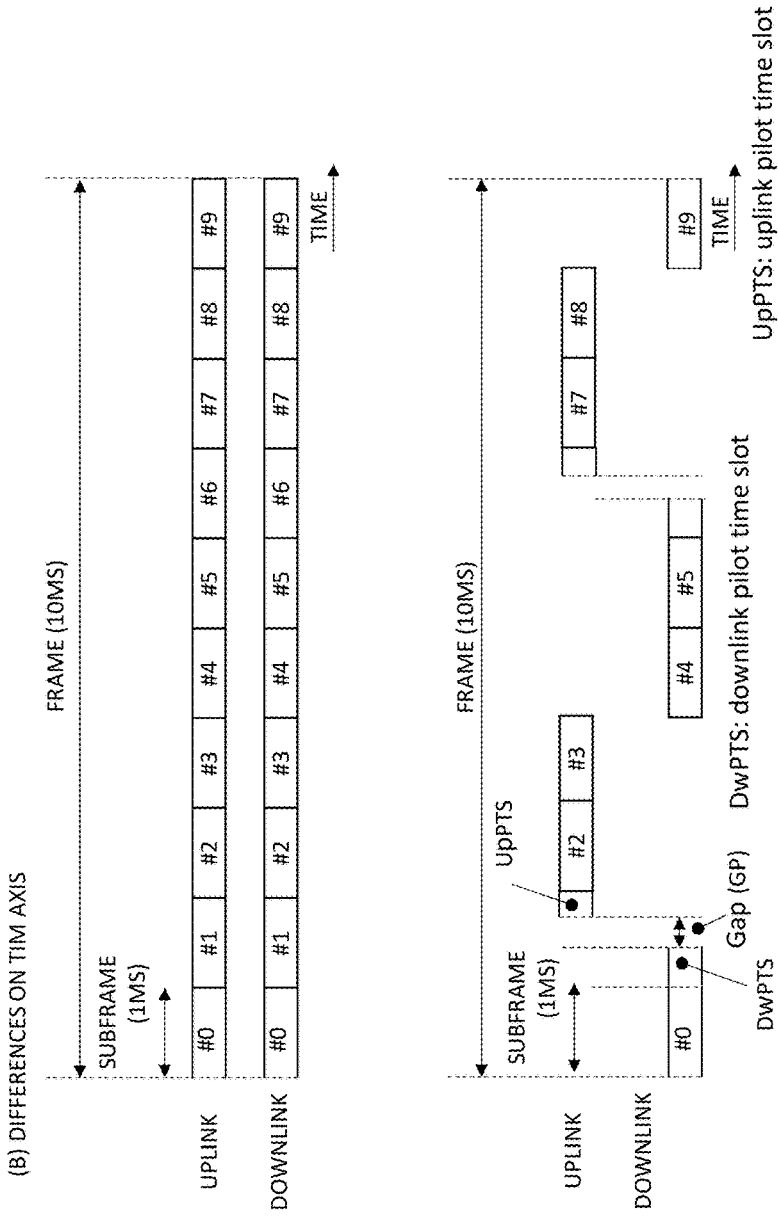 (B) DIFFERENCES ON TIM AXIS
FRAME (10MS)
SUBFRAME
(1MS)
UPLINK
#0 #1 #2 #3 #4 #5 #6 #7 #8 #9
DOWNLINK
#0 #1 #2 #3 #4 #5 #6 #7 #8 #9
TIME
FRAME (10MS)
SUBFRAME
(1MS)
UpPTS
UPLINK
#2 #3 #7 #8
DOWNLINK
#0 #4 #5 #9
TIME
DwPTS
Gap (GP)
DwPTS: downlink pilot time slot
UpPTS: uplink pilot time slot